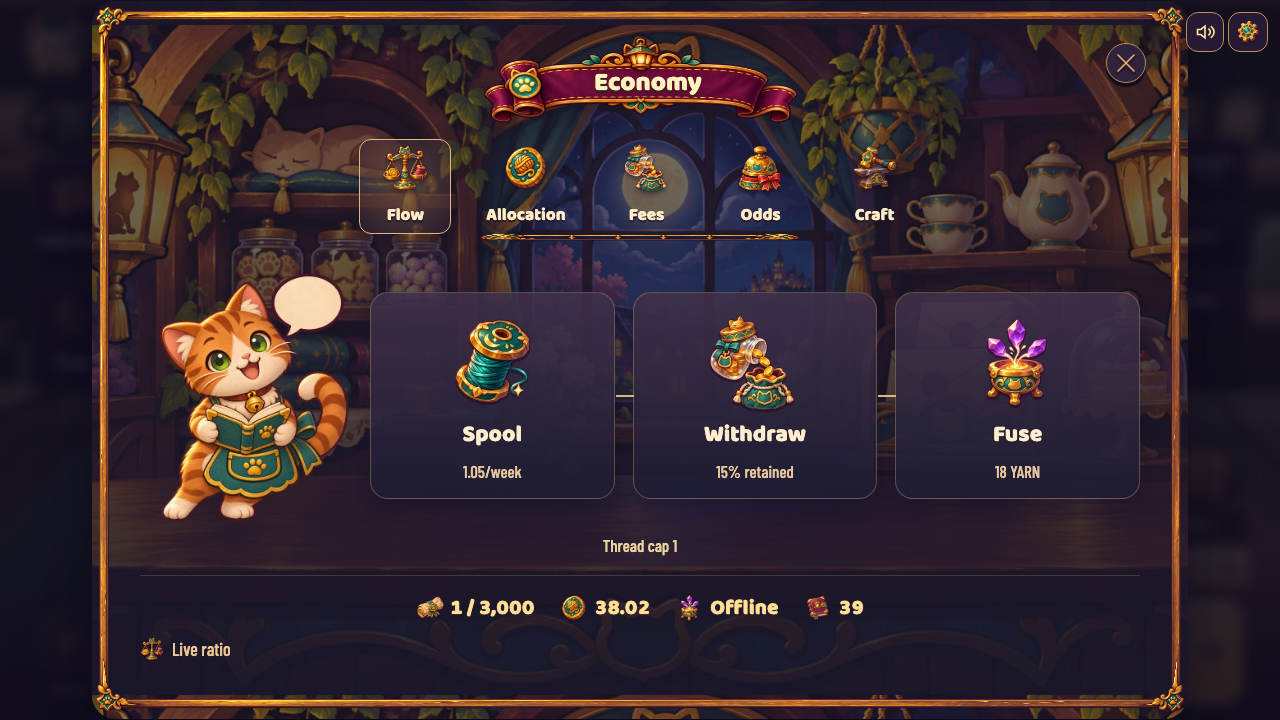 Economy
Flow
Allocation
Fees
Odds
Craft
Spool
1.05/week
Withdraw
15% retained
Fuse
18 YARN
Thread cap 1
1 / 3,000
38.02
Offline
39
Live ratio